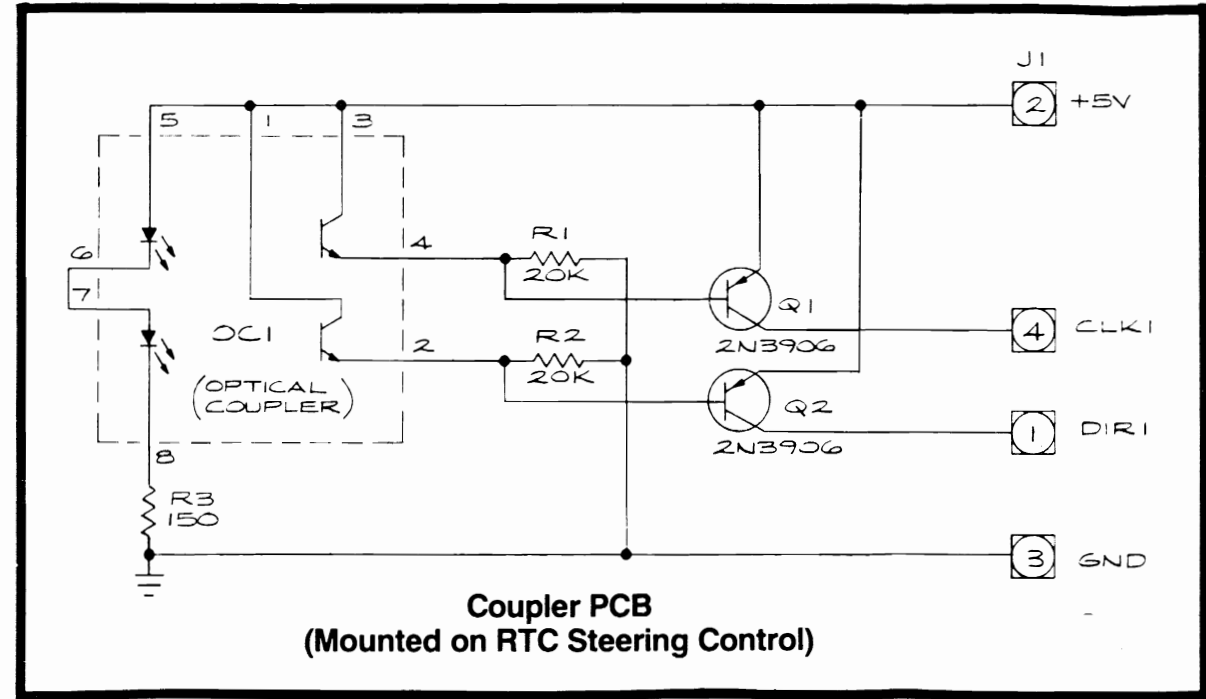 J1
2 +5V
5 1 3
6
7
4
R1
20K
Q1
2N3906
4 CLK1
OC1
(OPTICAL
COUPLER)
2
R2
20K
Q2
2N3906
1 DIR1
8
R3
150
3 GND
Coupler PCB
(Mounted on RTC Steering Control)